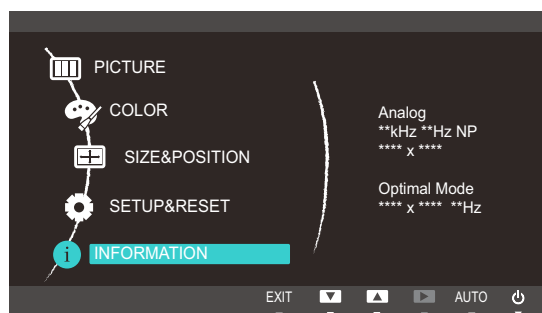 PICTURE
COLOR
SIZE&POSITION
SETUP&RESET
INFORMATION
Analog
**kHz **Hz NP
**** x ****
Optimal Mode
**** x **** **Hz
EXIT AUTO